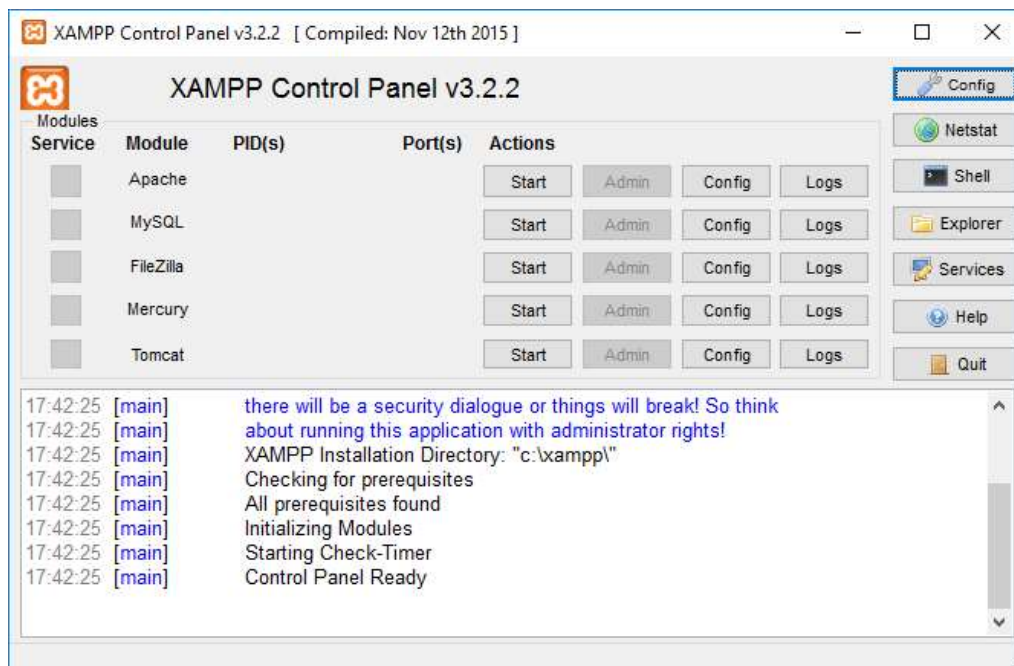 XAMPP Control Panel v3.2.2 [ Compiled: Nov 12th 2015 ]
XAMPP Control Panel v3.2.2
Modules
Service Module PID(s) Port(s) Actions
Apache Start Admin Config Logs
MySQL Start Admin Config Logs
FileZilla Start Admin Config Logs
Mercury Start Admin Config Logs
Tomcat Start Admin Config Logs
Config
Netstat
Shell
Explorer
Services
Help
Quit
17:42:25 [main] there will be a security dialogue or things will break! So think
17:42:25 [main] about running this application with administrator rights!
17:42:25 [main] XAMPP Installation Directory: "c:\xampp\"
17:42:25 [main] Checking for prerequisites
17:42:25 [main] All prerequisites found
17:42:25 [main] Initializing Modules
17:42:25 [main] Starting Check-Timer
17:42:25 [main] Control Panel Ready